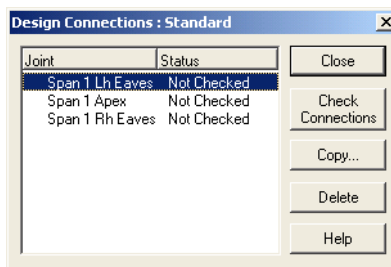 Design Connections : Standard
Joint Status
Span 1 Lh Eaves Not Checked
Span 1 Apex Not Checked
Span 1 Rh Eaves Not Checked
Close
Check
Connections
Copy...
Delete
Help